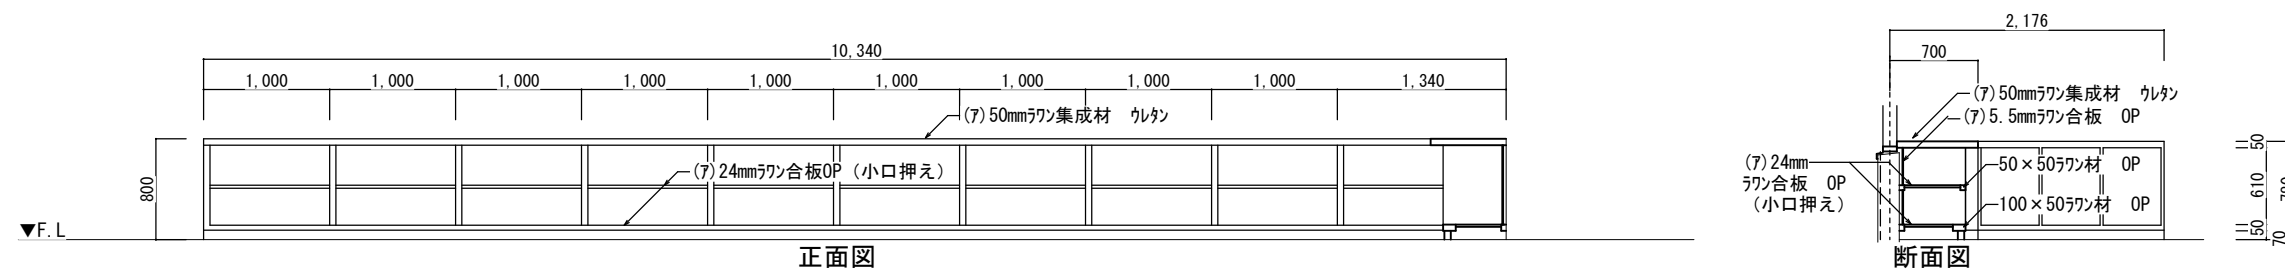 10,340
1,000
1,000
1,000
1,000
1,000
1,000
1,000
1,000
1,000
1,340
(ｱ)50mmﾗﾜﾝ集成材　ｳﾚﾀﾝ
(ｱ)24mmﾗﾜﾝ合板OP（小口押え）
800
▼F.L
正面図
2,176
700
(ｱ)50mmﾗﾜﾝ集成材　ｳﾚﾀﾝ
(ｱ)5.5mmﾗﾜﾝ合板　OP
(ｱ)24mm
ﾗﾜﾝ合板　OP
（小口押え）
50×50ﾗﾜﾝ材　OP
100×50ﾗﾜﾝ材　OP
50
610
50
70
断面図